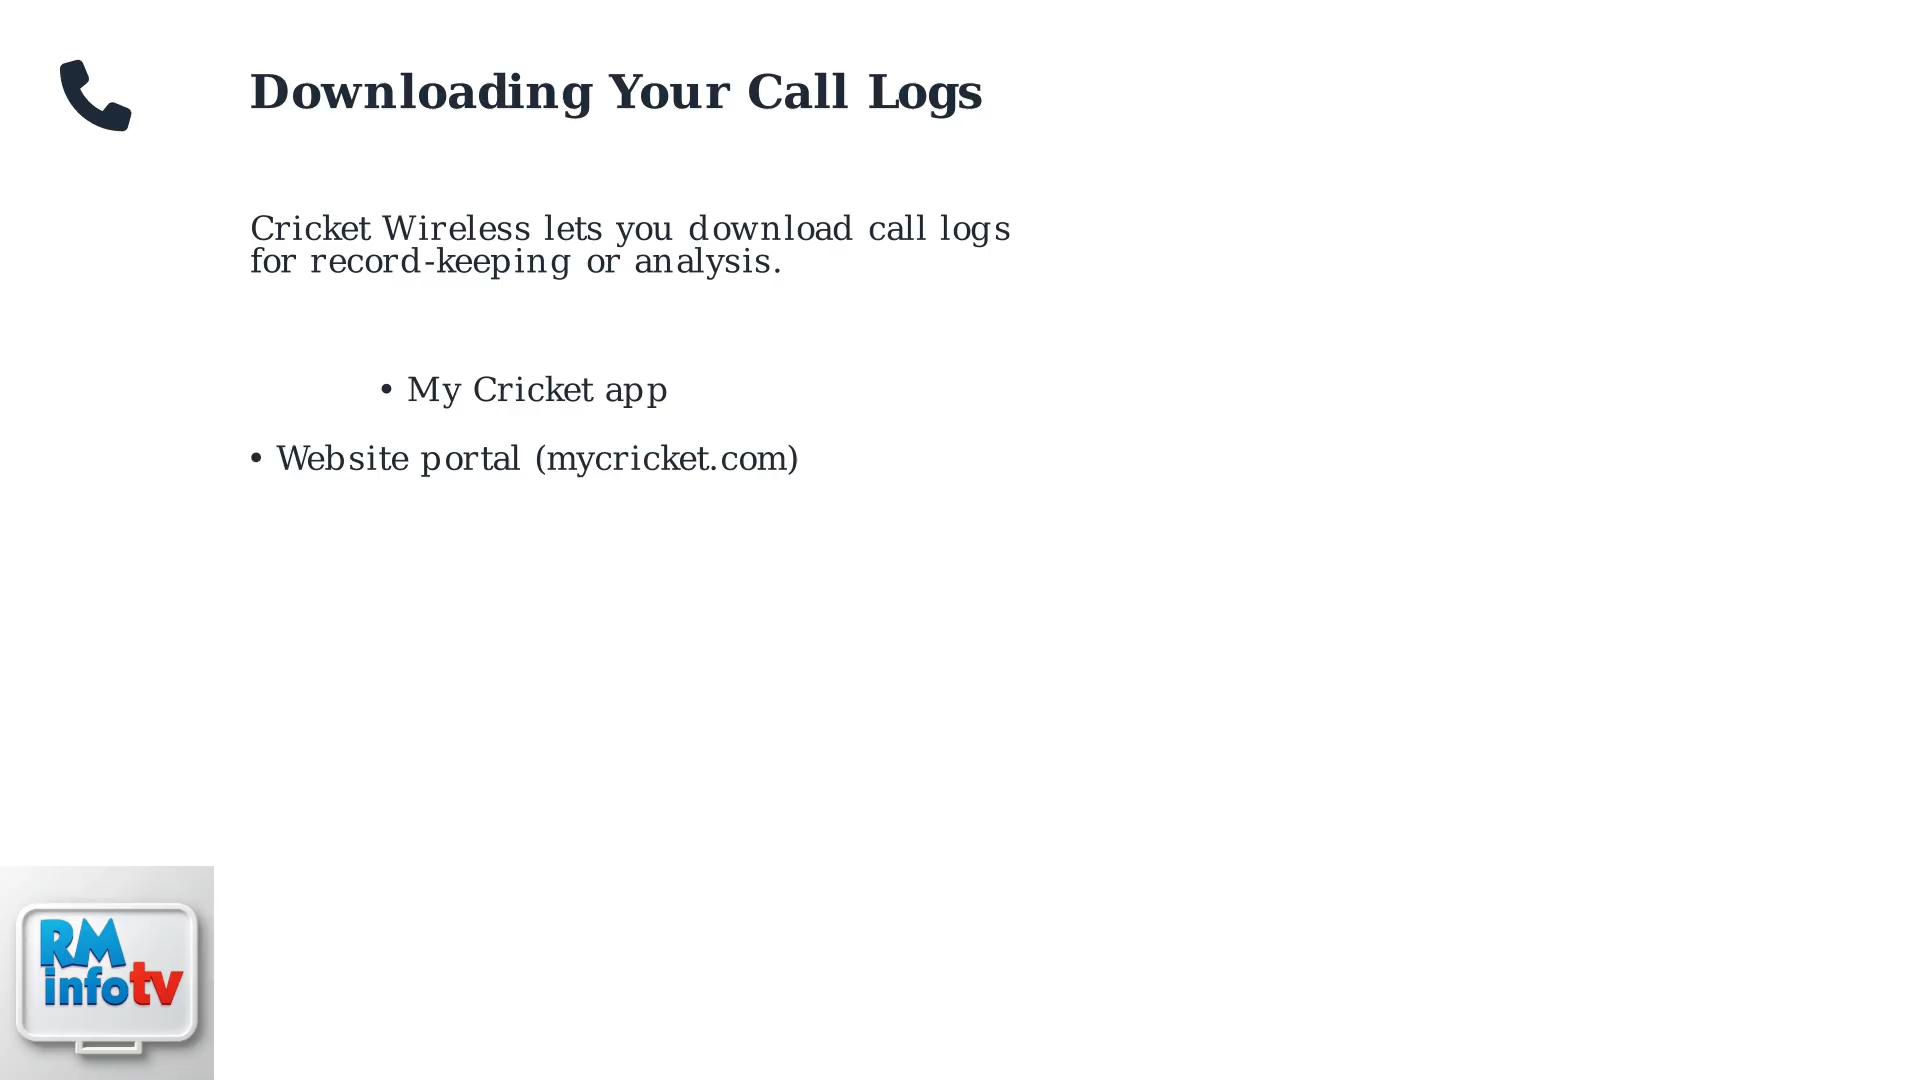 Downloading Your Call Logs
Cricket Wireless lets you download call logs
for record-keeping or analysis.
• My Cricket app
• Website portal (mycricket.com)
RM
infotv